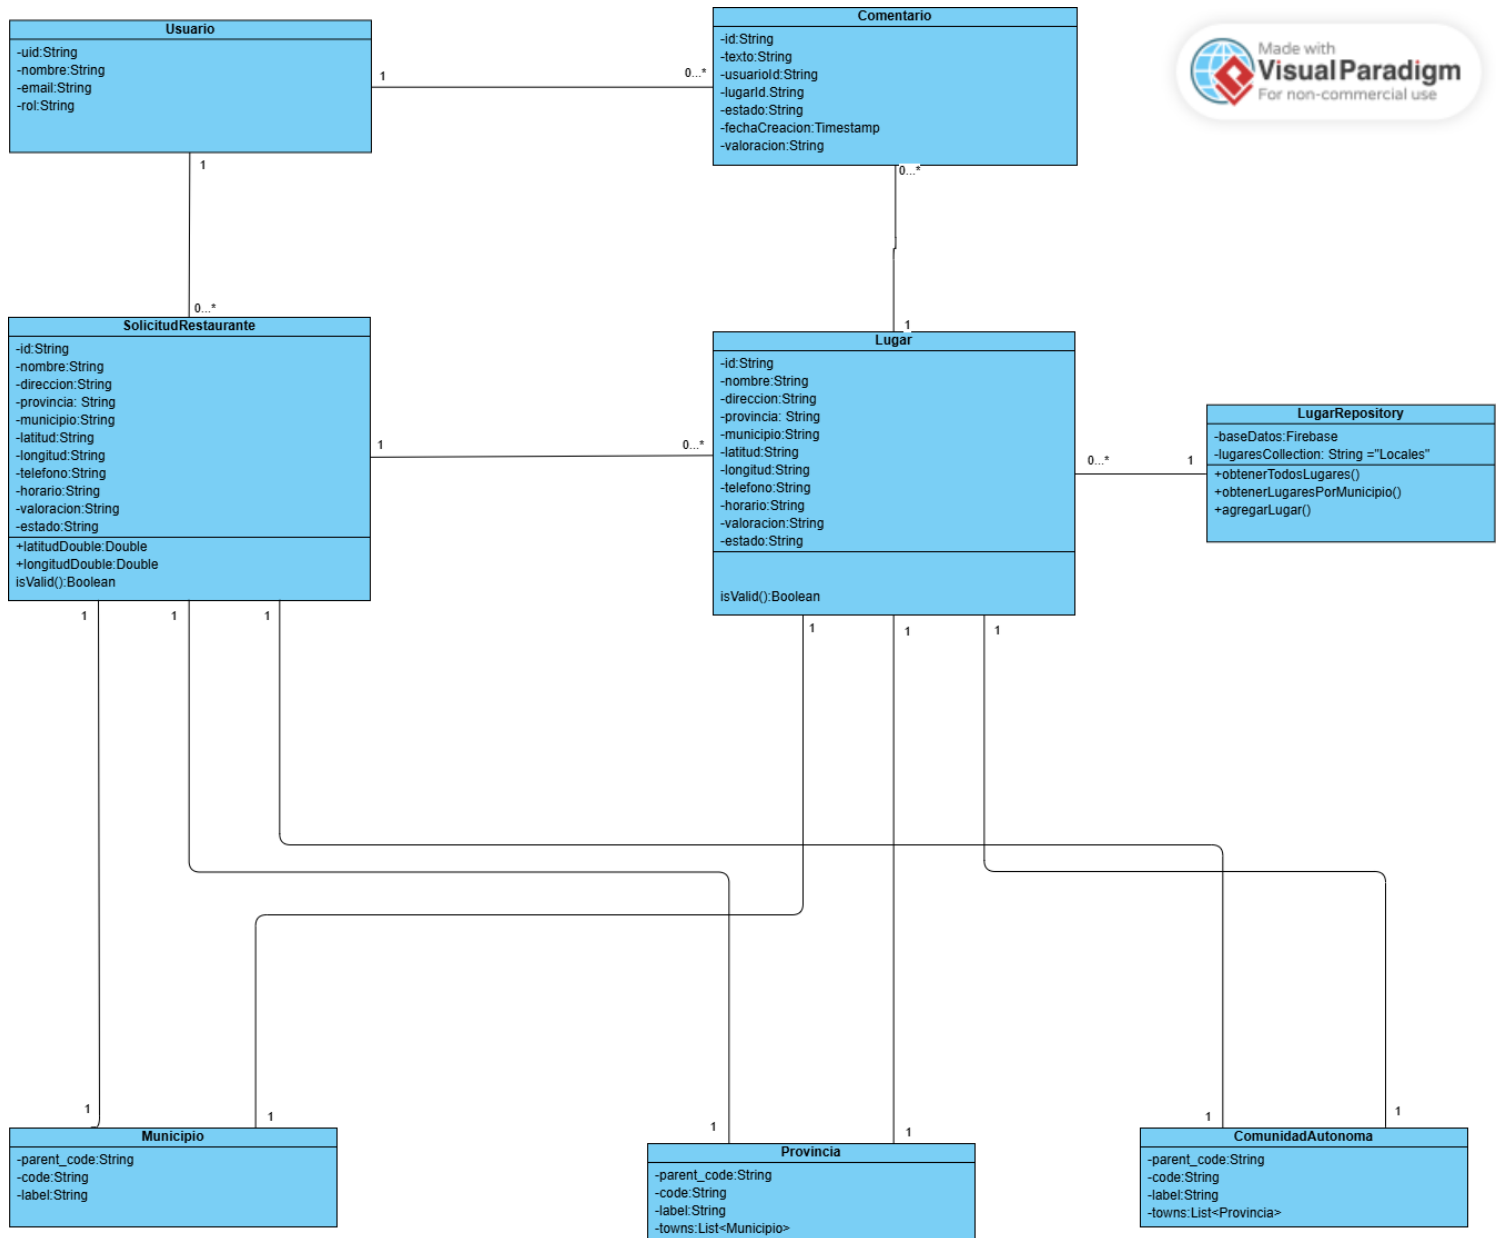 Usuario
-uid:String
-nombre:String
-email:String
-rol:String
1
0...*
Comentario
-id:String
-texto:String
-usuarioId:String
-lugarId.String
-estado:String
-fechaCreacion:Timestamp
-valoracion:String
Made with
Visual Paradigm
For non-commercial use
1
0...*
0...*
1
SolicitudRestaurante
-id:String
-nombre:String
-direccion:String
-provincia: String
-municipio:String
-latitud:String
-longitud:String
-telefono:String
-horario:String
-valoracion:String
-estado:String
+latitudDouble:Double
+longitudDouble:Double
isValid():Boolean
1
0...*
Lugar
-id:String
-nombre:String
-direccion:String
-provincia: String
-municipio:String
-latitud:String
-longitud:String
-telefono:String
-horario:String
-valoracion:String
-estado:String
isValid():Boolean
0...*
1
LugarRepository
-baseDatos:Firebase
-lugaresCollection: String ="Locales"
+obtenerTodosLugares()
+obtenerLugaresPorMunicipio()
+agregarLugar()
1
1
1
1
1
1
1
1
1
1
1
1
Municipio
-parent_code:String
-code:String
-label:String
Provincia
-parent_code:String
-code:String
-label:String
-towns:List<Municipio>
ComunidadAutonoma
-parent_code:String
-code:String
-label:String
-towns:List<Provincia>